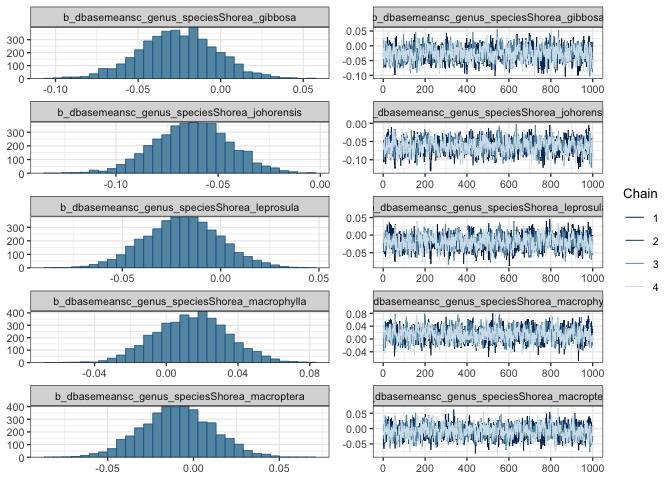 b_dbasemeansc_genus_speciesShorea_gibbosa
300
200
100
0
-0.10 -0.05 0.00 0.05
b_dbasemeansc_genus_speciesShorea_gibbosa
0.05
0.00
-0.05
-0.10
0 200 400 600 800 1000
b_dbasemeansc_genus_speciesShorea_johorensis
300
200
100
0
-0.10 -0.05 0.00
_dbasemeansc_genus_speciesShorea_johorens
0.00
-0.05
-0.10
0 200 400 600 800 1000
b_dbasemeansc_genus_speciesShorea_leprosula
300
200
100
0
-0.05 0.00 0.05
_dbasemeansc_genus_speciesShorea_leprosula
0.05
0.00
-0.05
0 200 400 600 800 1000
b_dbasemeansc_genus_speciesShorea_macrophylla
400
300
200
100
0
-0.04 0.00 0.04 0.08
dbasemeansc_genus_speciesShorea_macrophy
0.08
0.04
0.00
-0.04
0 200 400 600 800 1000
b_dbasemeansc_genus_speciesShorea_macroptera
400
300
200
100
0
-0.05 0.00 0.05
dbasemeansc_genus_speciesShorea_macropte
0.05
0.00
-0.05
0 200 400 600 800 1000
Chain
1
2
3
4